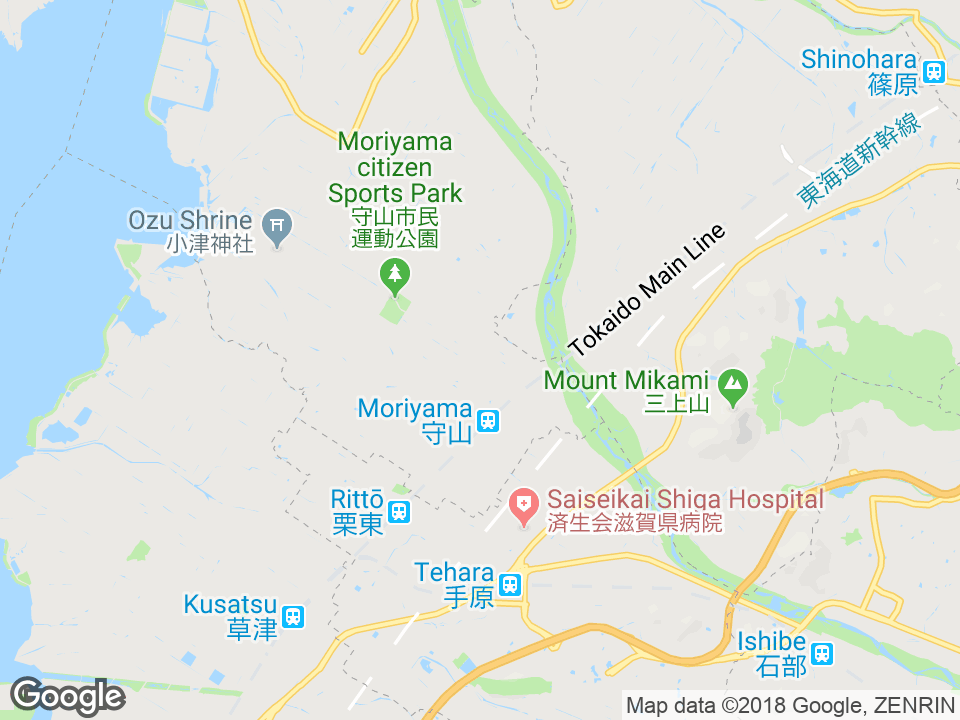 Shinohara
篠原
東海道新幹線
Moriyama
citizen
Sports Park
守山市民
運動公園
Ozu Shrine
小津神社
Tokaido Main Line
Mount Mikami
三上山
Moriyama
守山
Rittō
栗東
Saiseikai Shiga Hospital
済生会滋賀県病院
Tehara
手原
Kusatsu
草津
Ishibe
石部
Google
Map data ©2018 Google, ZENRIN